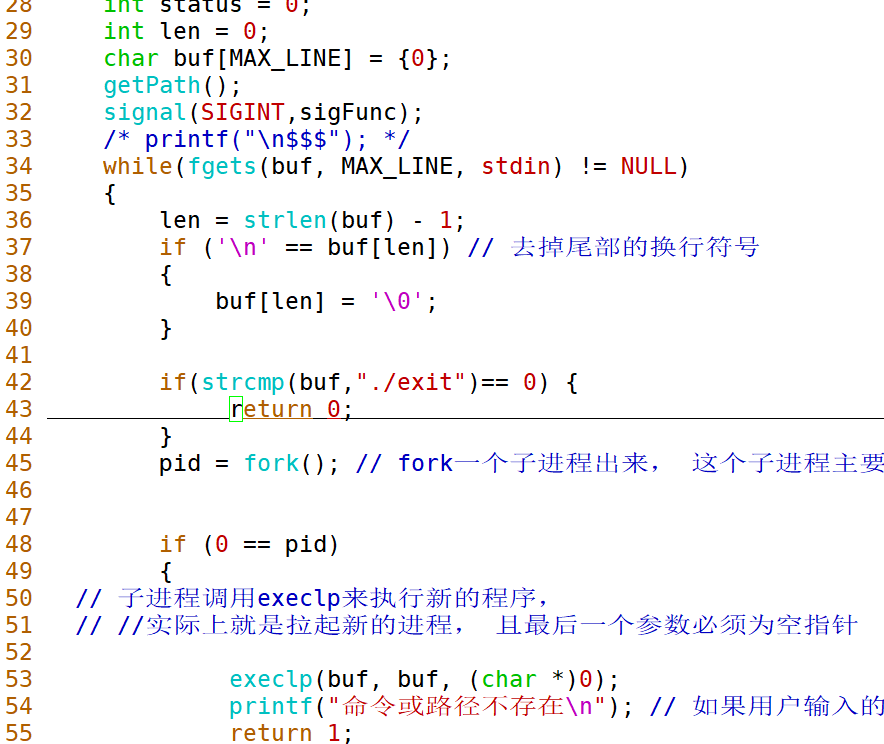 28 int status = 0;
29 int len = 0;
30 char buf[MAX_LINE] = {0};
31 getPath();
32 signal(SIGINT,sigFunc);
33 /* printf("\n$$$"); */
34 while(fgets(buf, MAX_LINE, stdin) != NULL)
35 {
36 len = strlen(buf) - 1;
37 if ('\n' == buf[len]) // 去掉尾部的换行符号
38 {
39 buf[len] = '\0';
40 }
41
42 if(strcmp(buf,"./exit")== 0) {
43 return 0;
44 }
45 pid = fork(); // fork一个子进程出来， 这个子进程主要
46
47
48 if (0 == pid)
49 {
50 // 子进程调用execlp来执行新的程序，
51 // //实际上就是拉起新的进程， 且最后一个参数必须为空指针
52
53 execlp(buf, buf, (char *)0);
54 printf("命令或路径不存在\n"); // 如果用户输入的
55 return 1;